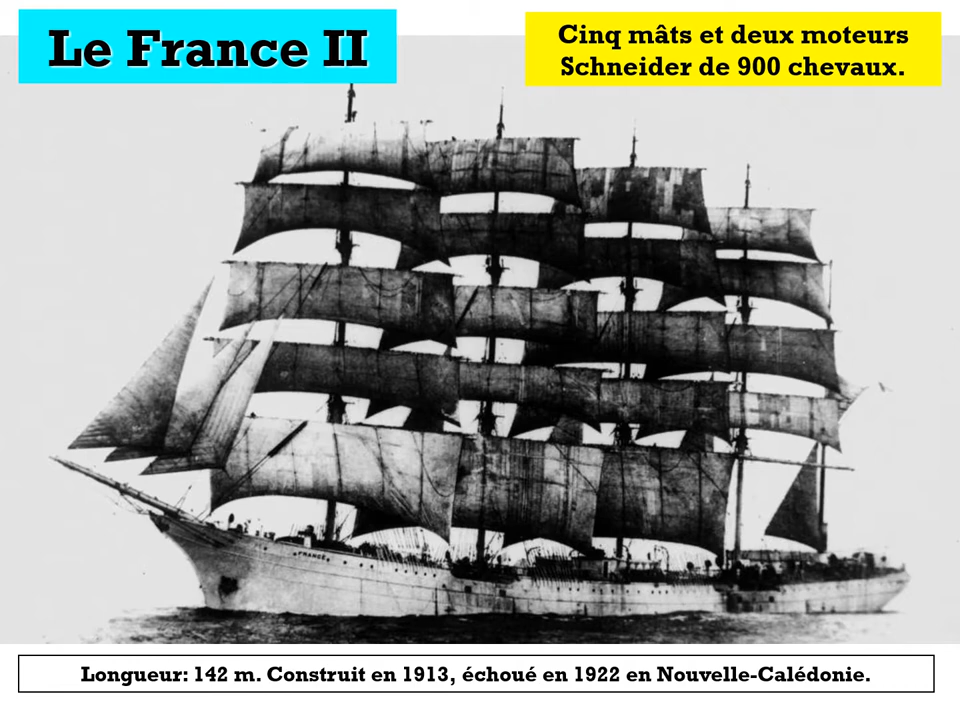 Le France II
Cinq mâts et deux moteurs
Schneider de 900 chevaux.
FRANCE
Longueur: 142 m. Construit en 1913, échoué en 1922 en Nouvelle-Calédonie.